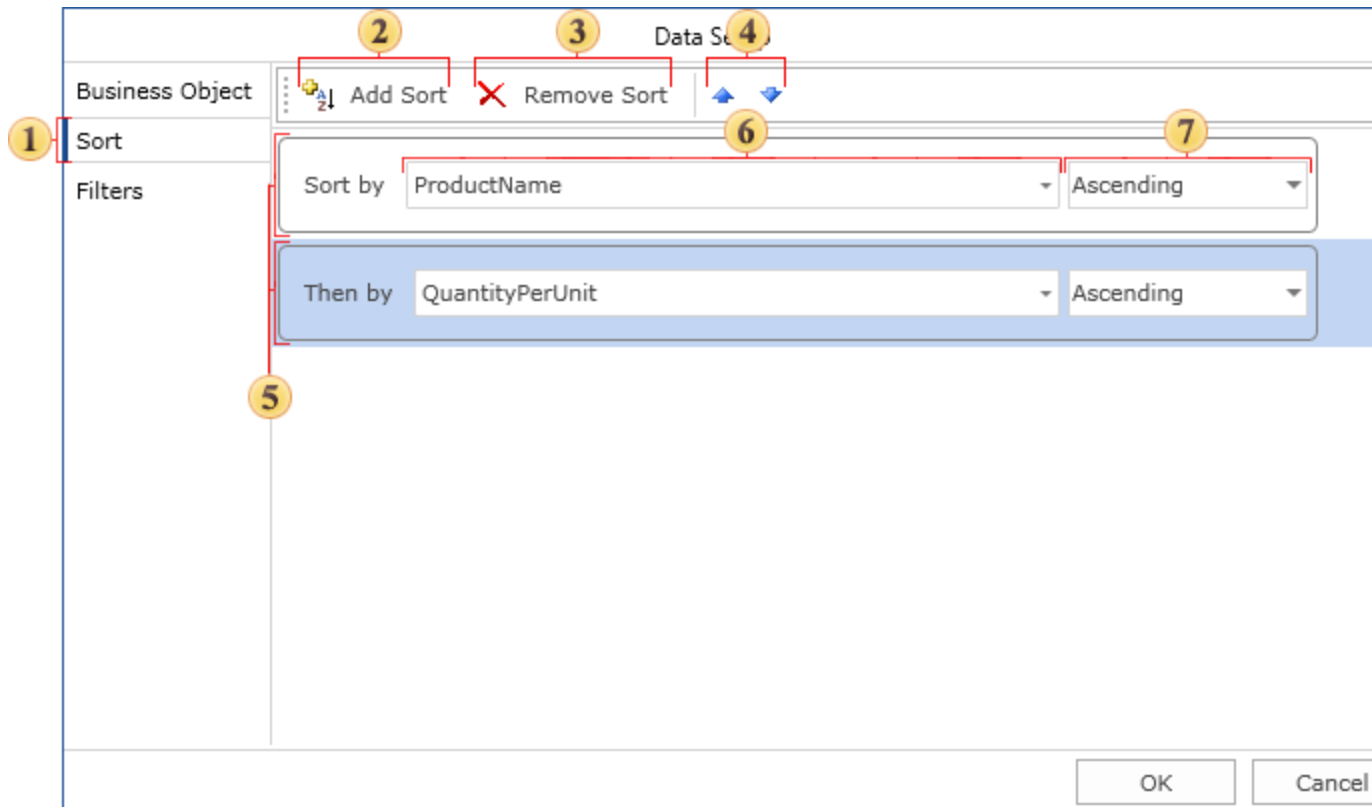 2 3 4
Data Se
Business Object
Add Sort Remove Sort
1 Sort
6 7
Sort by ProductName Ascending
Filters
Then by QuantityPerUnit Ascending
5
OK Cancel